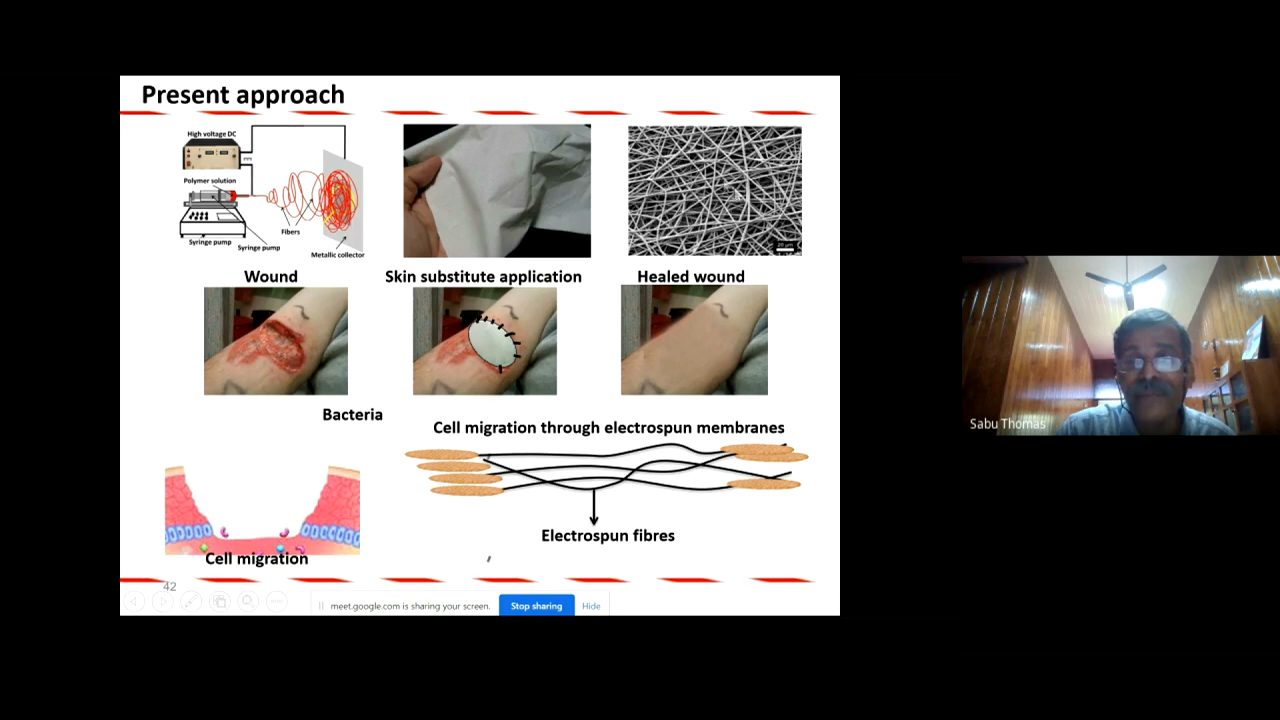 Present approach
High voltage DC
Polymer solution
Fibers
Syringe pump
Syringe pump
Metallic collector
20 µm
Wound
Skin substitute application
Healed wound
Bacteria
Cell migration through electrospun membranes
Electrospun fibres
Cell migration
42
meet.google.com is sharing your screen.
Stop sharing
Hide
Sabu Thomas